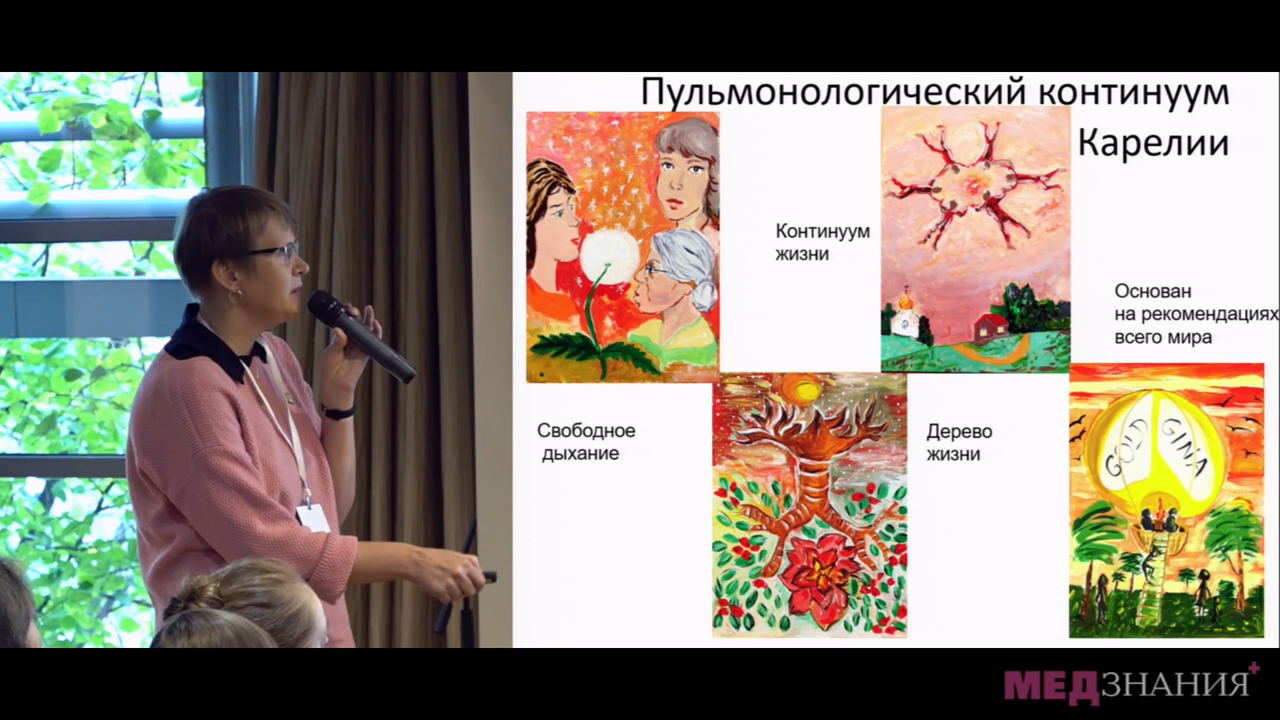 Пульмонологический континуум
Карелии
Континуум
жизни
Основан
на рекомендациях
всего мира
Свободное
дыхание
Дерево
жизни
GOLD GINA
МЕДЗНАНИЯ+